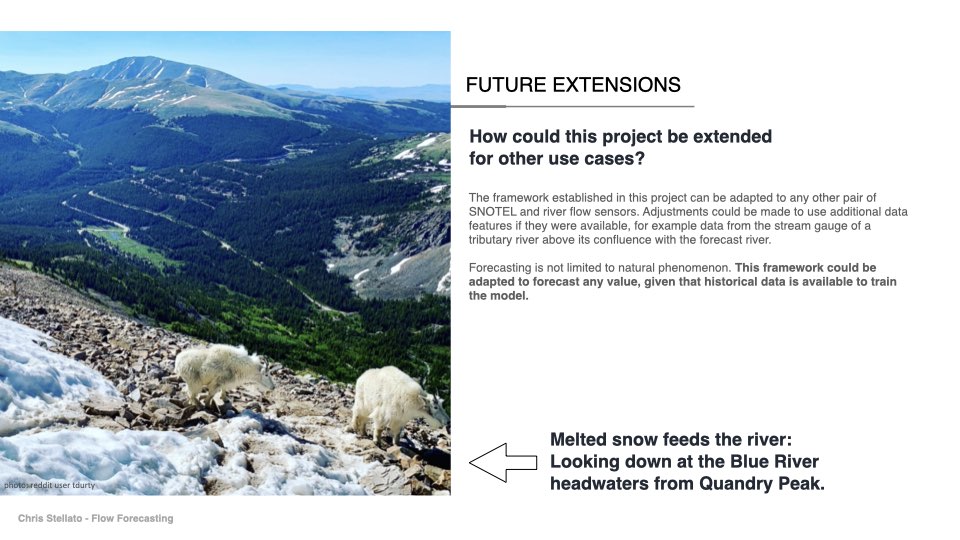 FUTURE EXTENSIONS
How could this project be extended
for other use cases?
The framework established in this project can be adapted to any other pair of
SNOTEL and river flow sensors. Adjustments could be made to use additional data
features if they were available, for example data from the stream gauge of a
tributary river above its confluence with the forecast river.
Forecasting is not limited to natural phenomenon. This framework could be
adapted to forecast any value, given that historical data is available to train
the model.
Melted snow feeds the river:
Looking down at the Blue River
headwaters from Quandry Peak.
photo: reddit user tdurty
Chris Stellato - Flow Forecasting